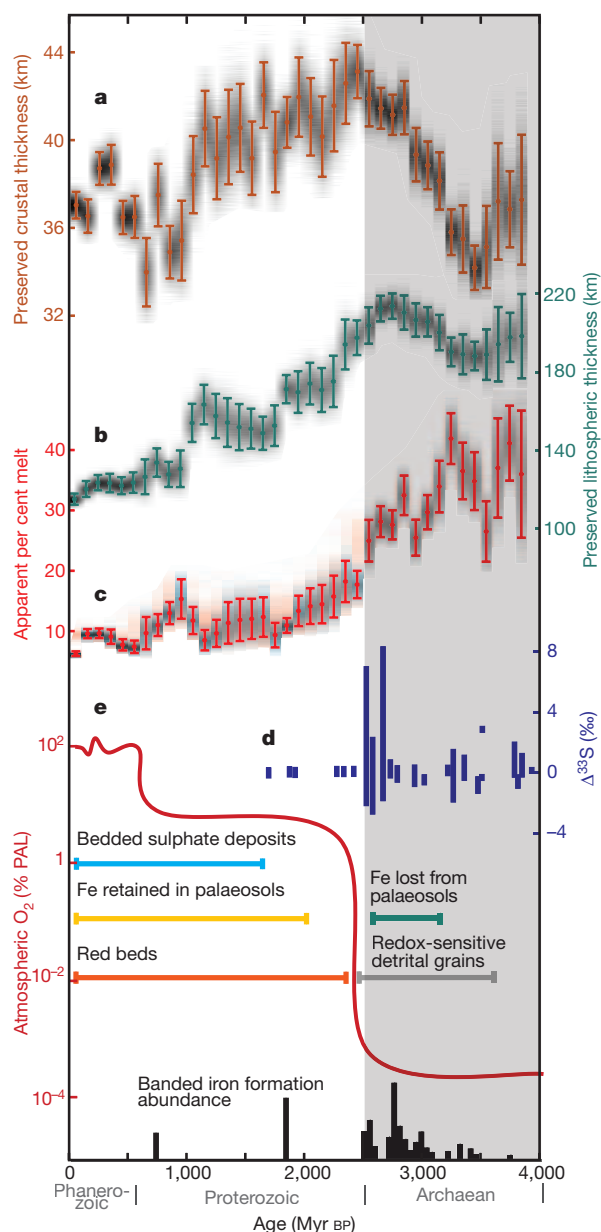 a
44
40
36
32
Preserved crustal thickness (km)
220
180
140
100
Preserved lithospheric thickness (km)
b
40
30
20
10
Apparent per cent melt
c
8
4
0
−4
Δ33S (‰)
d
e
10²
1
10⁻²
10⁻⁴
Atmospheric O₂ (% PAL)
Bedded sulphate deposits
Fe retained in palaeosols
Red beds
Fe lost from
palaeosols
Redox-sensitive
detrital grains
Banded iron formation
abundance
0 1,000 2,000 3,000 4,000
Phanero-
zoic
Proterozoic
Archaean
Age (Myr BP)